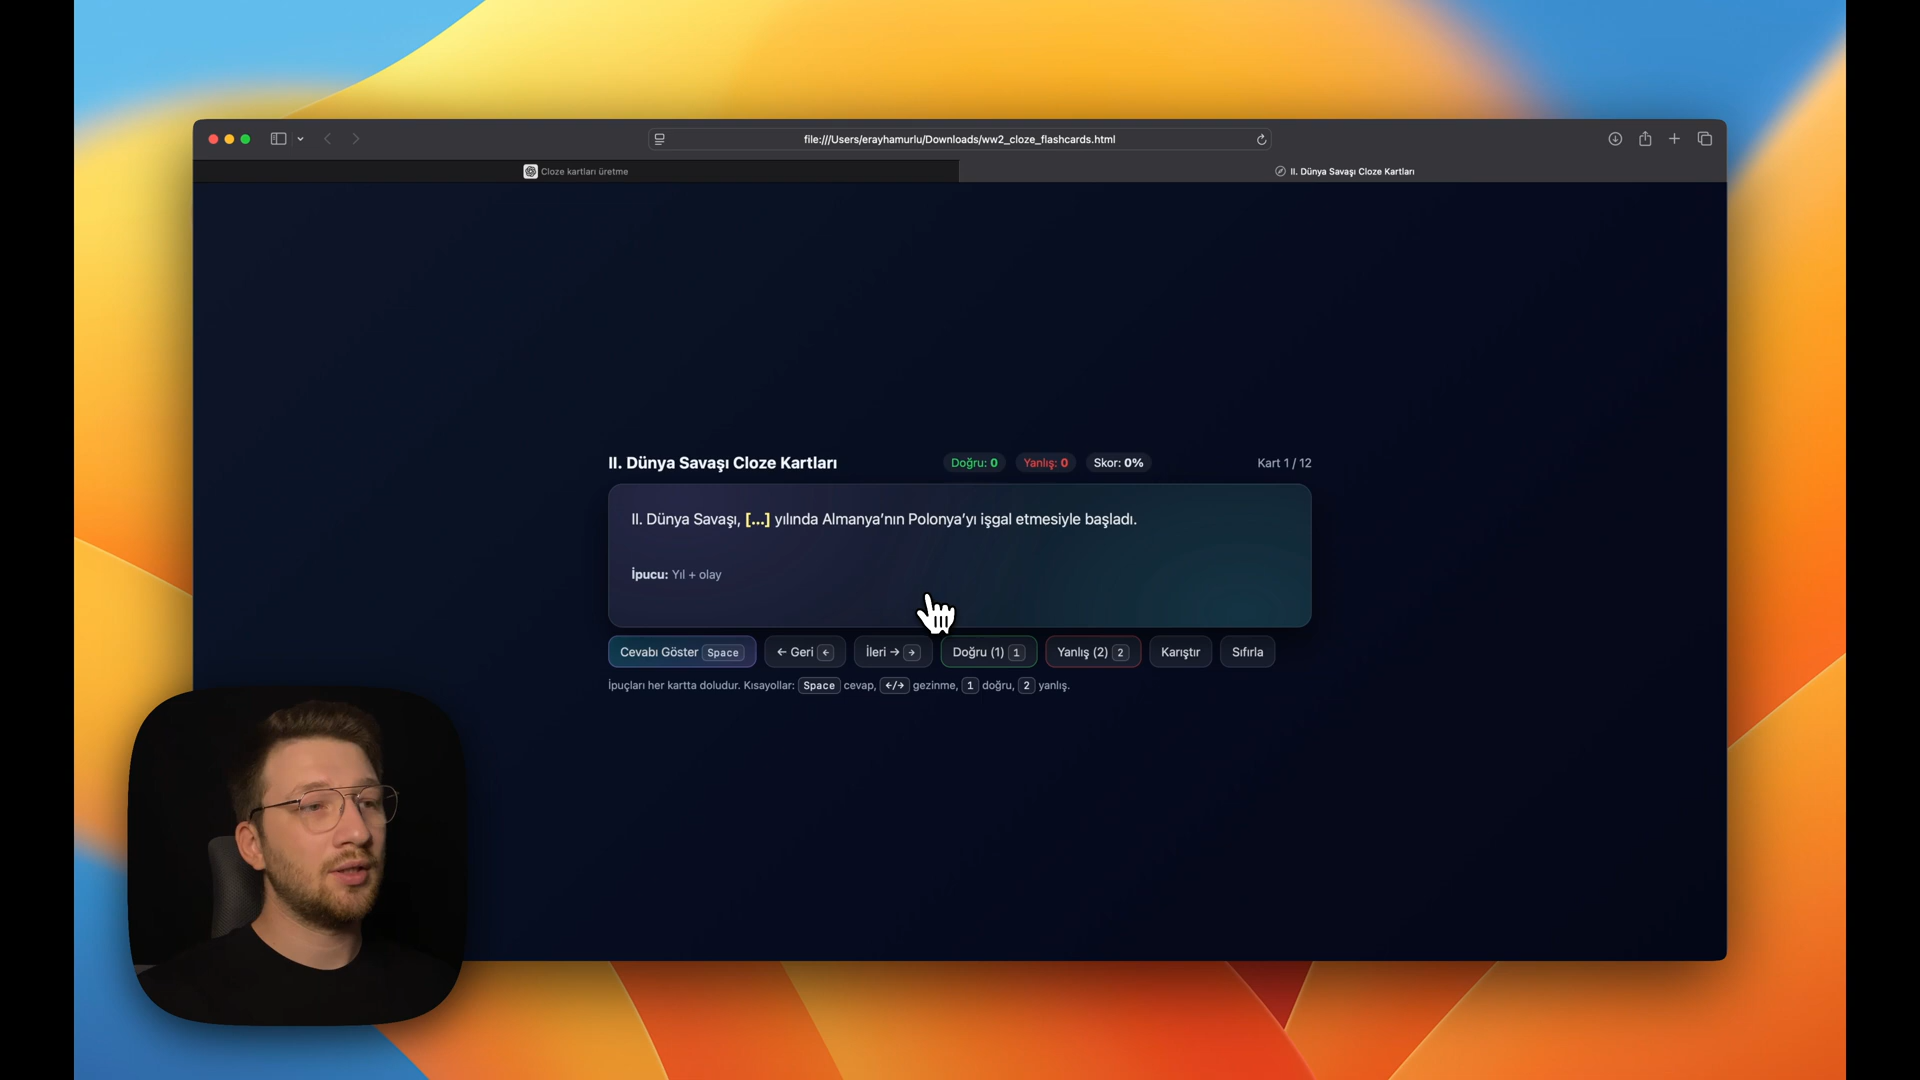 file:///Users/erayhamurlu/Downloads/ww2_cloze_flashcards.html
Cloze kartları üretme
II. Dünya Savaşı Cloze Kartları
II. Dünya Savaşı Cloze Kartları
Doğru: 0
Yanlış: 0
Skor: 0%
Kart 1 / 12
II. Dünya Savaşı, [...] yılında Almanya’nın Polonya’yı işgal etmesiyle başladı.
İpucu: Yıl + olay
Cevabı Göster Space
← Geri ←
İleri → →
Doğru (1) 1
Yanlış (2) 2
Karıştır
Sıfırla
İpuçları her kartta doludur. Kısayollar: Space cevap, ←/→ gezinme, 1 doğru, 2 yanlış.